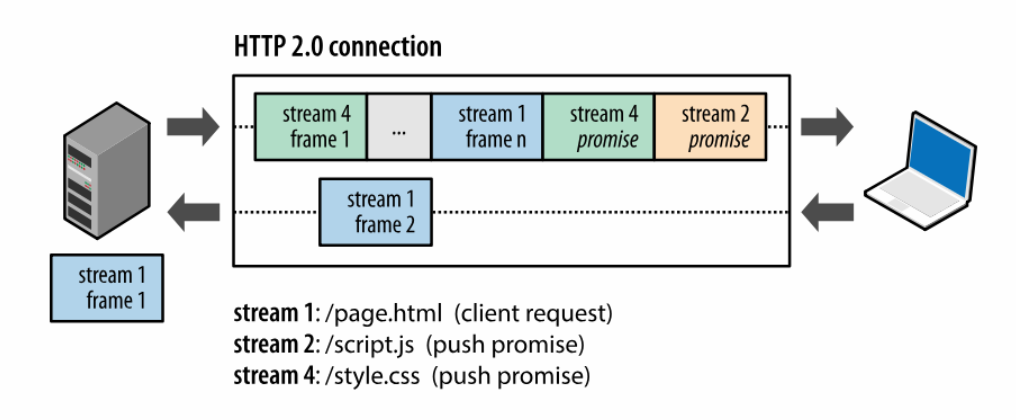 HTTP 2.0 connection
stream 4
frame 1
...
stream 1
frame n
stream 4
promise
stream 2
promise
stream 1
frame 2
stream 1
frame 1
stream 1: /page.html (client request)
stream 2: /script.js (push promise)
stream 4: /style.css (push promise)